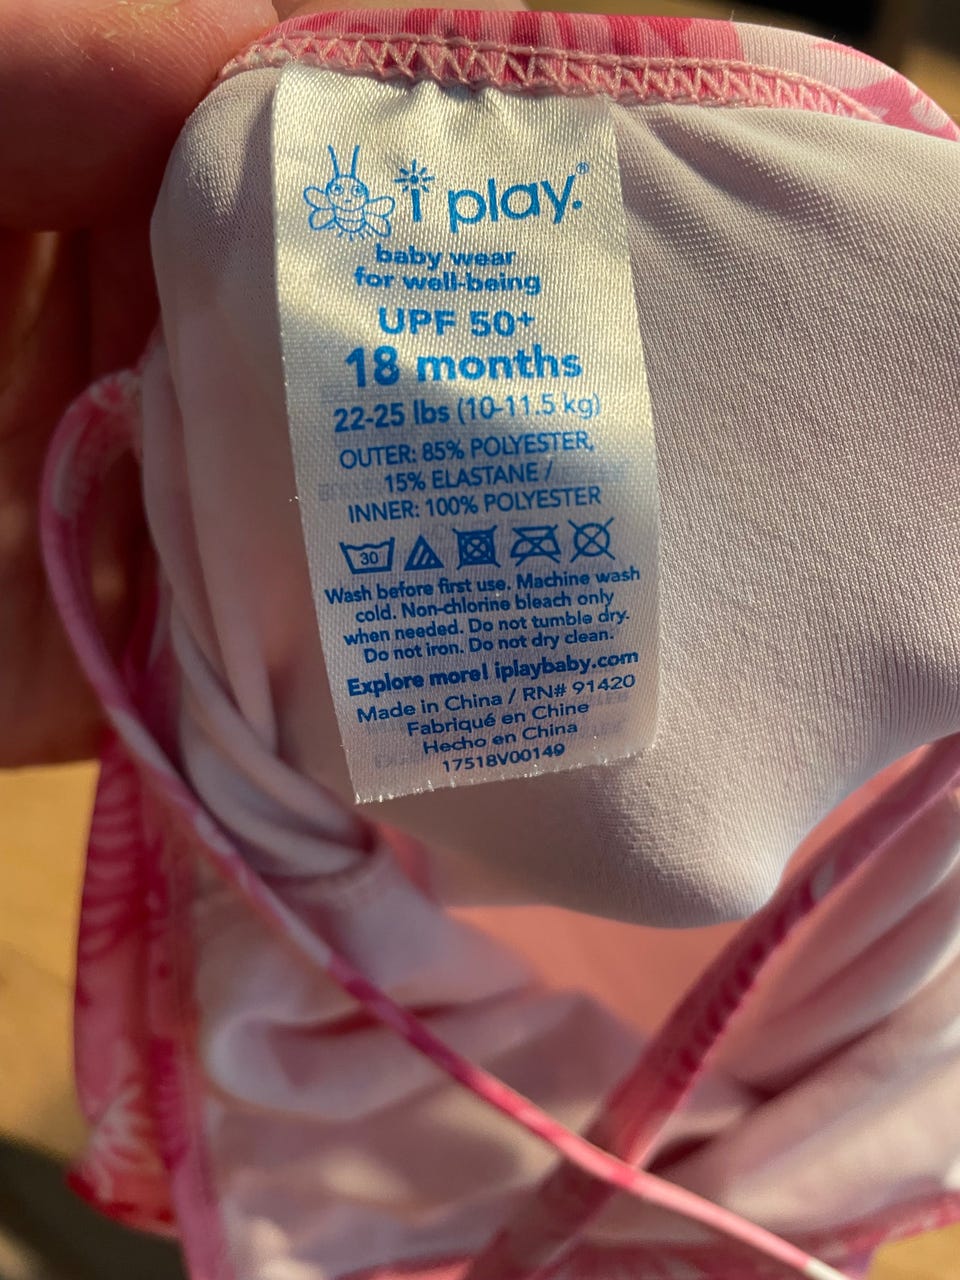 i play.®
baby wear
for well-being
UPF 50+
18 months
22-25 lbs (10-11.5 kg)
OUTER: 85% POLYESTER,
15% ELASTANE /
INNER: 100% POLYESTER
30
Wash before first use. Machine wash
cold. Non-chlorine bleach only
when needed. Do not tumble dry.
Do not iron. Do not dry clean.
Explore more! iplaybaby.com
Made in China / RN# 91420
Fabriqué en Chine
Hecho en China
17518V00149